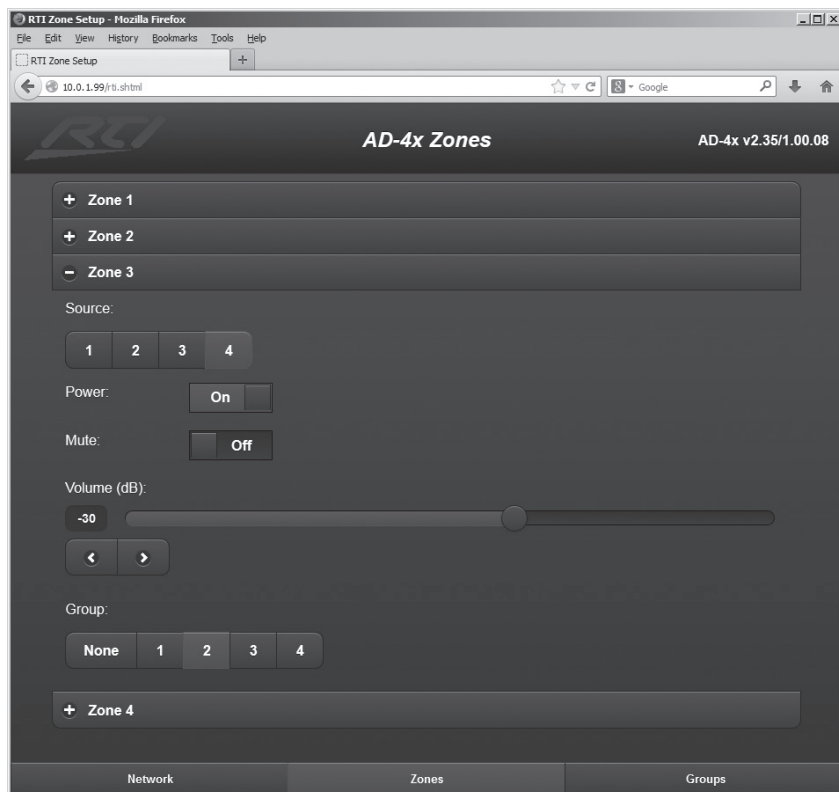 RTI Zone Setup - Mozilla Firefox
File Edit View History Bookmarks Tools Help
RTI Zone Setup +
10.0.1.99/rti.shtml Google
RTI AD-4x Zones AD-4x v2.35/1.00.08
Zone 1
Zone 2
Zone 3
Source:
1 2 3 4
Power: On
Mute: Off
Volume (dB):
-30
Group:
None 1 2 3 4
Zone 4
Network Zones Groups